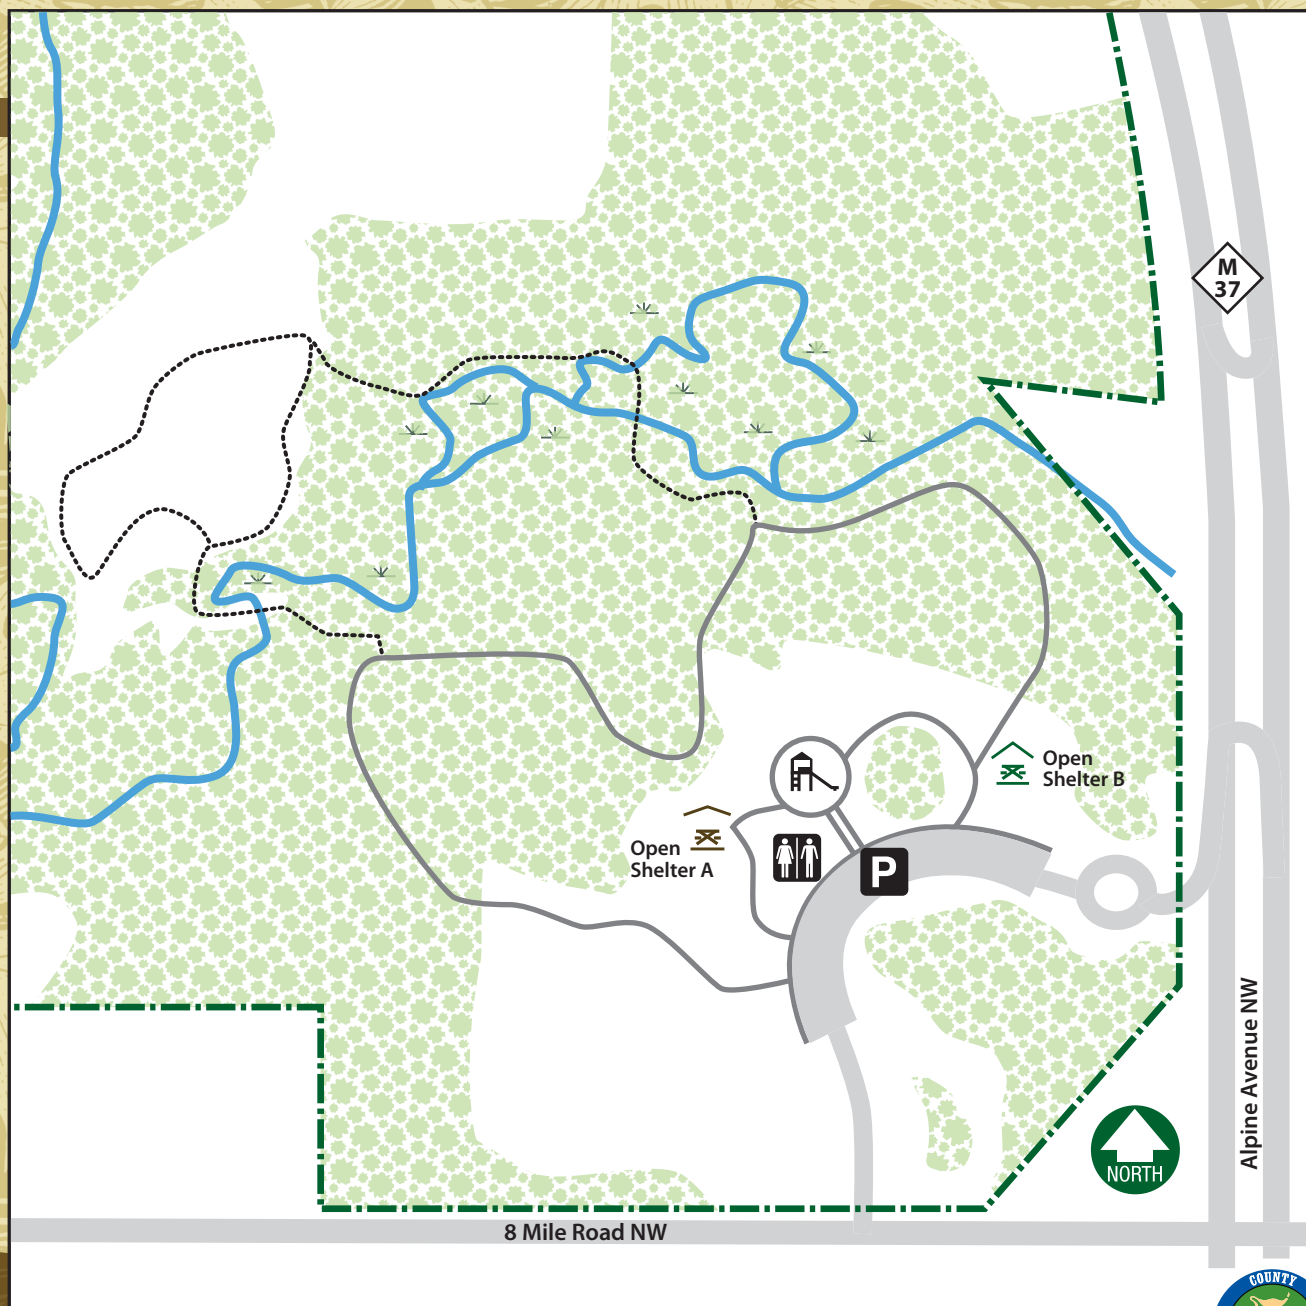 M
37
Open
Shelter B
Open
Shelter A
P
Alpine Avenue NW
NORTH
8 Mile Road NW
COUNTY